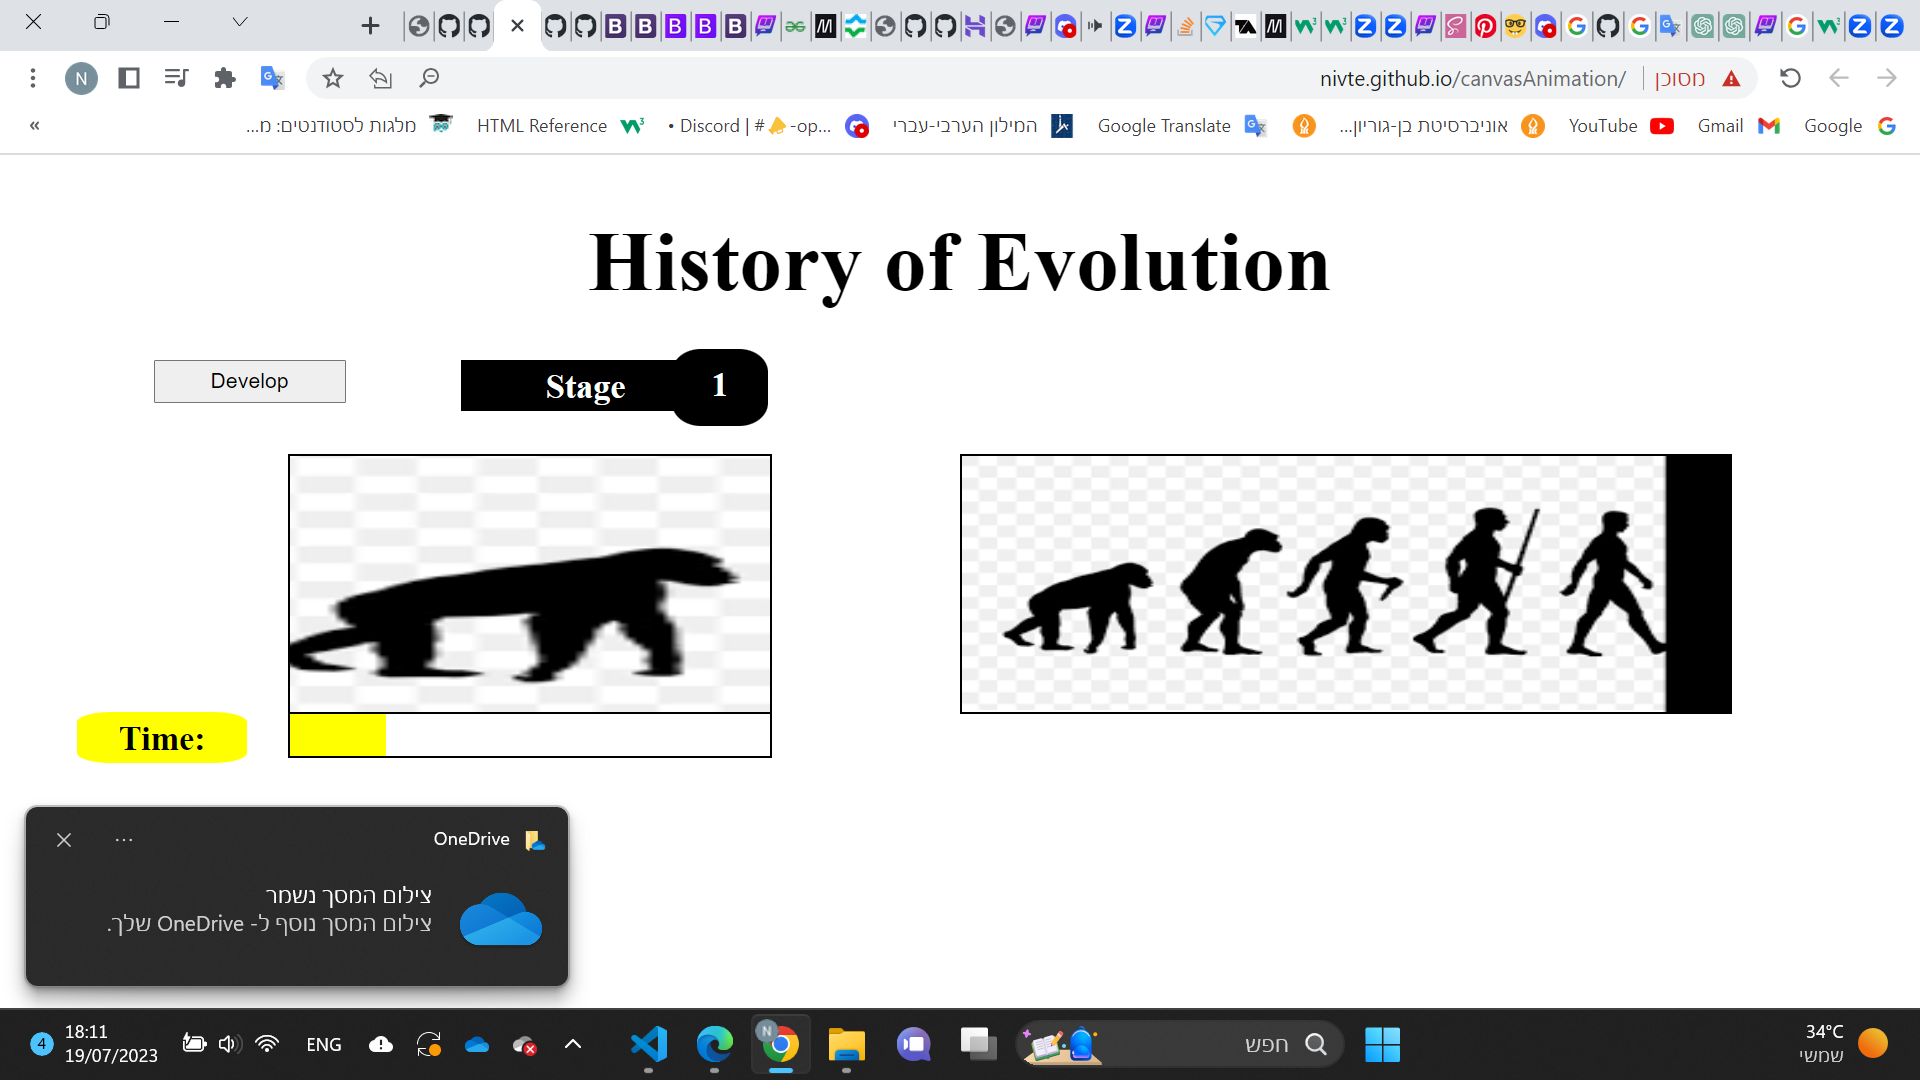 N
nivte.github.io/canvasAnimation/
מסוכן
מלגות לסטודנטים: מ...
HTML Reference
• Discord | #📣-op...
המילון הערבי-עברי
Google Translate
אוניברסיטת בן-גוריון...
YouTube
Gmail
Google
History of Evolution
Develop
Stage
1
Time:
OneDrive
צילום המסך נשמר
צילום המסך נוסף ל- OneDrive שלך.
4
18:11
19/07/2023
ENG
N
חפש
34°C
שמשי